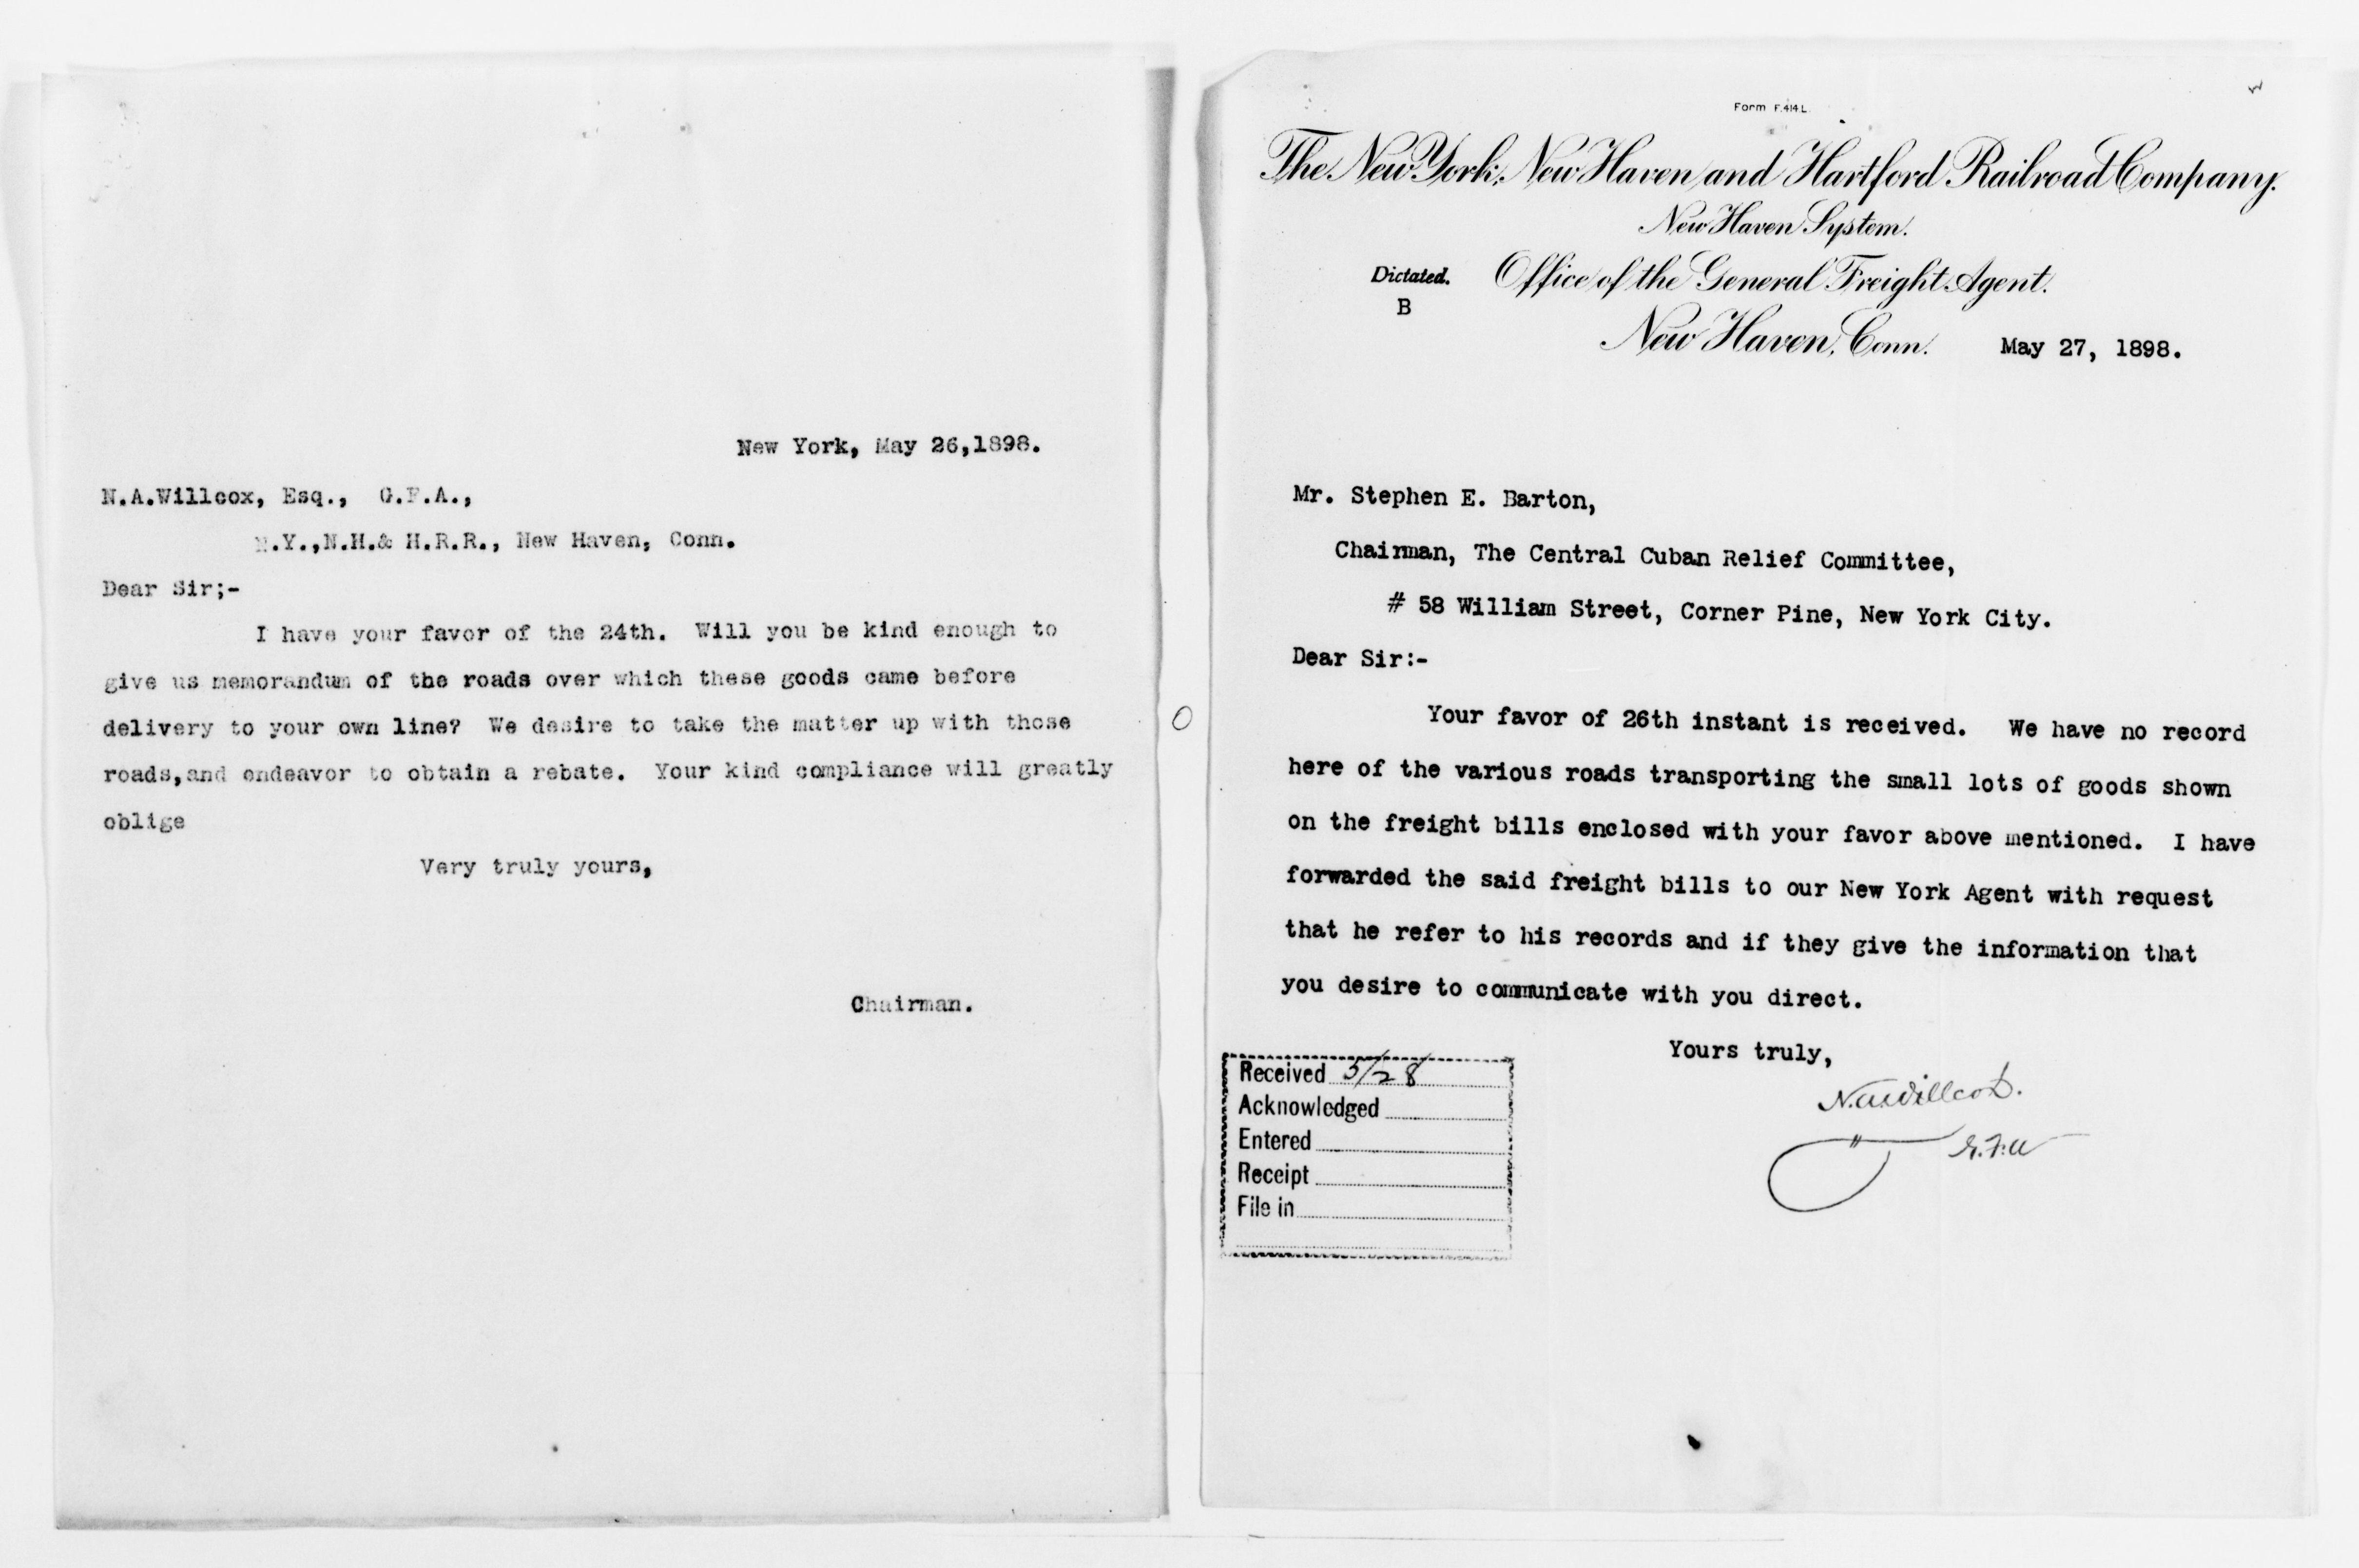 New York, May 26,1898.
N.A.Willcox, Esq., G.F.A.,
N.Y.,N.H.& H.R.R., New Haven, Conn.
Dear Sir;-
I have your favor of the 24th. Will you be kind enough to
give us memorandum of the roads over which these goods came before
delivery to your own line? We desire to take the matter up with those
roads,and endeavor to obtain a rebate. Your kind compliance will greatly
oblige
Very truly yours,
Chairman.
Form F.414L.
The New York, New Haven and Hartford Railroad Company.
New Haven System.
Dictated. Office of the General Freight Agent.
B
New Haven, Conn. May 27, 1898.
Mr. Stephen E. Barton,
Chairman, The Central Cuban Relief Committee,
# 58 William Street, Corner Pine, New York City.
Dear Sir:-
Your favor of 26th instant is received. We have no record
here of the various roads transporting the small lots of goods shown
on the freight bills enclosed with your favor above mentioned. I have
forwarded the said freight bills to our New York Agent with request
that he refer to his records and if they give the information that
you desire to communicate with you direct.
Yours truly,
N.A.Willcox.
G.F.A
Received 5/28
Acknowledged
Entered
Receipt
File in